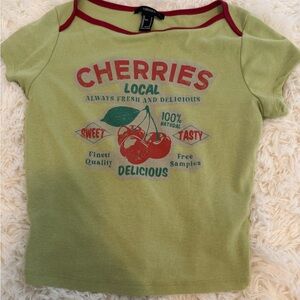 CHERRIES
LOCAL
ALWAYS FRESH AND DELICIOUS
100%
NATURAL
SWEET
TASTY
Finest
Quality
Free
Samples
DELICIOUS